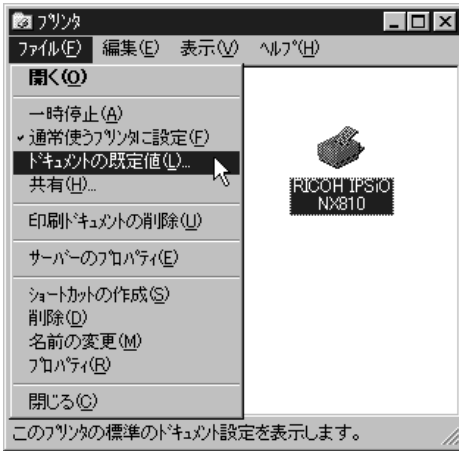 プリンタ
ファイル(F) 編集(E) 表示(V) ヘルプ(H)
開く(O)
一時停止(A)
通常使うプリンタに設定(F)
ドキュメントの既定値(L)...
共有(H)...
印刷ドキュメントの削除(U)
サーバーのプロパティ(E)
ショートカットの作成(S)
削除(D)
名前の変更(M)
プロパティ(R)
閉じる(C)
RICOH IPSiO
NX810
このプリンタの標準のドキュメント設定を表示します。